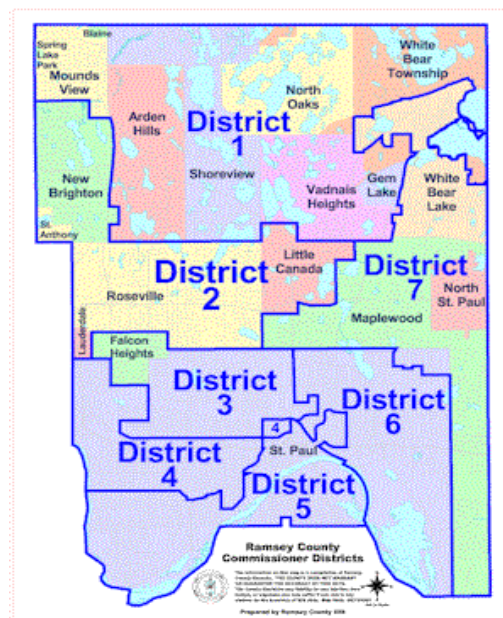 Blaine
Spring
Lake
Park
Mounds
View
White
Bear
Township
North
Oaks
Arden
Hills
District
1
Shoreview
New
Brighton
Vadnais
Heights
Gem
Lake
White
Bear
Lake
St.
Anthony
Little
Canada
District
2
Roseville
District
7
North
St. Paul
Maplewood
Lauderdale
Falcon
Heights
District
3
District
6
4
St. Paul
District
4
District
5
Ramsey County
Commissioner Districts
Prepared by Ramsey County